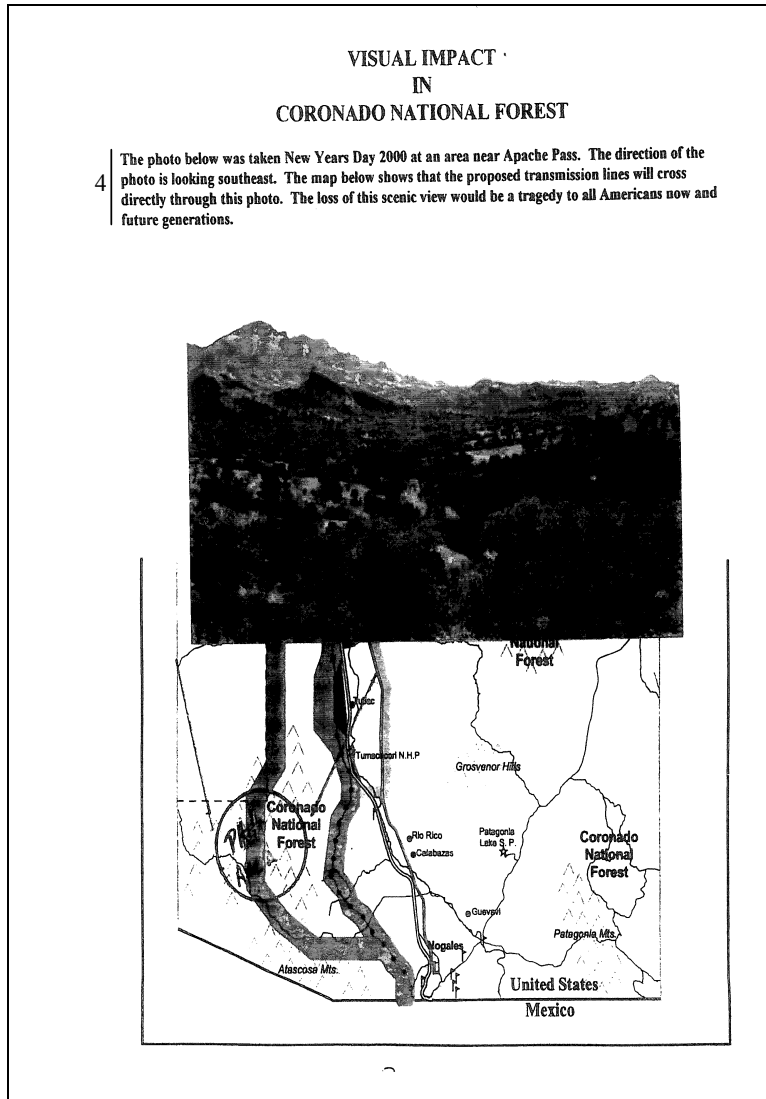 VISUAL IMPACT
IN
CORONADO NATIONAL FOREST
The photo below was taken New Years Day 2000 at an area near Apache Pass. The direction of the
4 photo is looking southeast. The map below shows that the proposed transmission lines will cross
directly through this photo. The loss of this scenic view would be a tragedy to all Americans now and
future generations.
National
Forest
Tubac
Tumacacori N.H.P
Grosvenor Hills
Coronado
National
Forest
Rio Rico
Calabazas
Patagonia
Lake S. P.
Coronado
National
Forest
Guevavi
Patagonia Mts.
Nogales
Atascosa Mts.
United States
Mexico